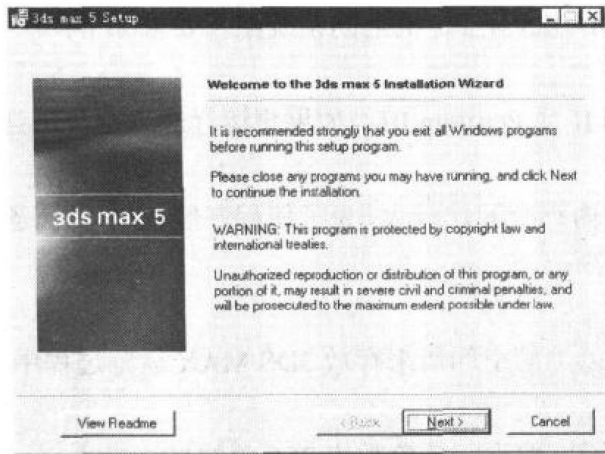 3ds max 5 Setup
Welcome to the 3ds max 5 Installation Wizard
It is recommended strongly that you exit all Windows programs
before running this setup program.
Please close any programs you may have running, and click Next
to continue the installation.
3ds max 5
WARNING: This program is protected by copyright law and
international treaties.
Unauthorized reproduction or distribution of this program, or any
portion of it, may result in severe civil and criminal penalties, and
will be prosecuted to the maximum extent possible under law.
View Readme
< Back
Next >
Cancel